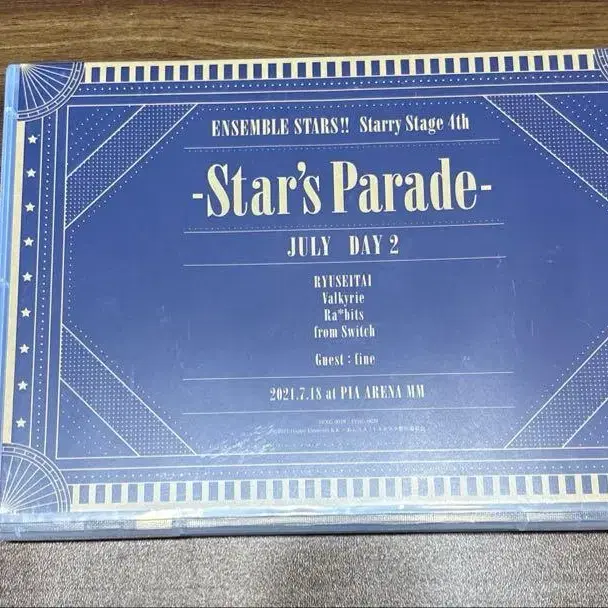 ENSEMBLE STARS!! Starry Stage 4th
-Star's Parade-
JULY DAY 2
RYUSEITAI
Valkyrie
Ra*bits
from Switch
Guest : fine
2021.7.18 at PIA ARENA MM